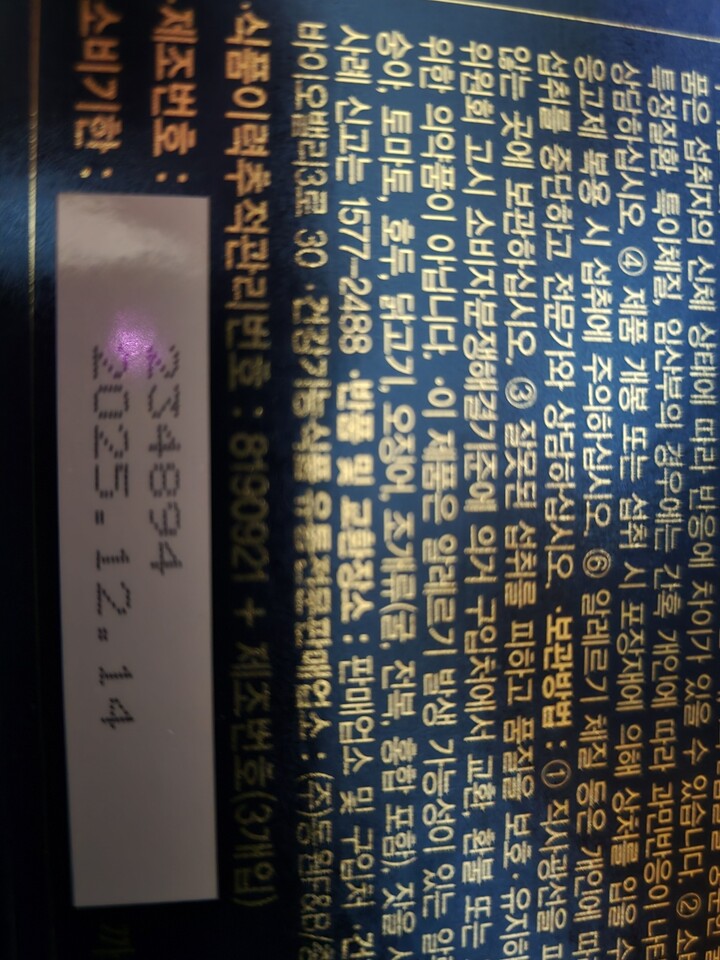 품은 섭취자의 신체 상태에 따라 반응에 차이가 있을 수 있습니다. ②
특정질환, 특이체질, 임산부의 경우에는 간혹 개인에 따라 과민반응이
상담하십시오. ④ 제품 개봉 또는 섭취 시 포장재에 의해 상처를 입을 수
응고제 복용 시 섭취에 주의하십시오. ⑥ 알레르기 체질 등은 개인에 따
섭취를 중단하고 전문가와 상담하십시오. ·보관방법 : ① 직사광선을 피
않는 곳에 보관하십시오. ③ 잘못된 섭취를 피하고 품질을 보호·유지하
위원회 고시 소비자분쟁해결기준에 의거 구입처에서 교환, 환불 또는
위한 의약품이 아닙니다. ·이 제품은 알레르기 발생 가능성이 있는
숭아, 토마토, 호두, 닭고기, 오징어, 조개류(굴, 전복, 홍합 포함), 잣을
사례 신고는 1577-2488 ·반품 및 교환장소 : 판매업소 및 구입처
바이오밸리3로 30 ·건강기능식품 유통전문판매업소 : (주)동원F&B/
·식품이력추적관리번호 : 8190921 + 제조번호(3개입)
·제조번호 : 234894
·소비기한 : 2025.12.14